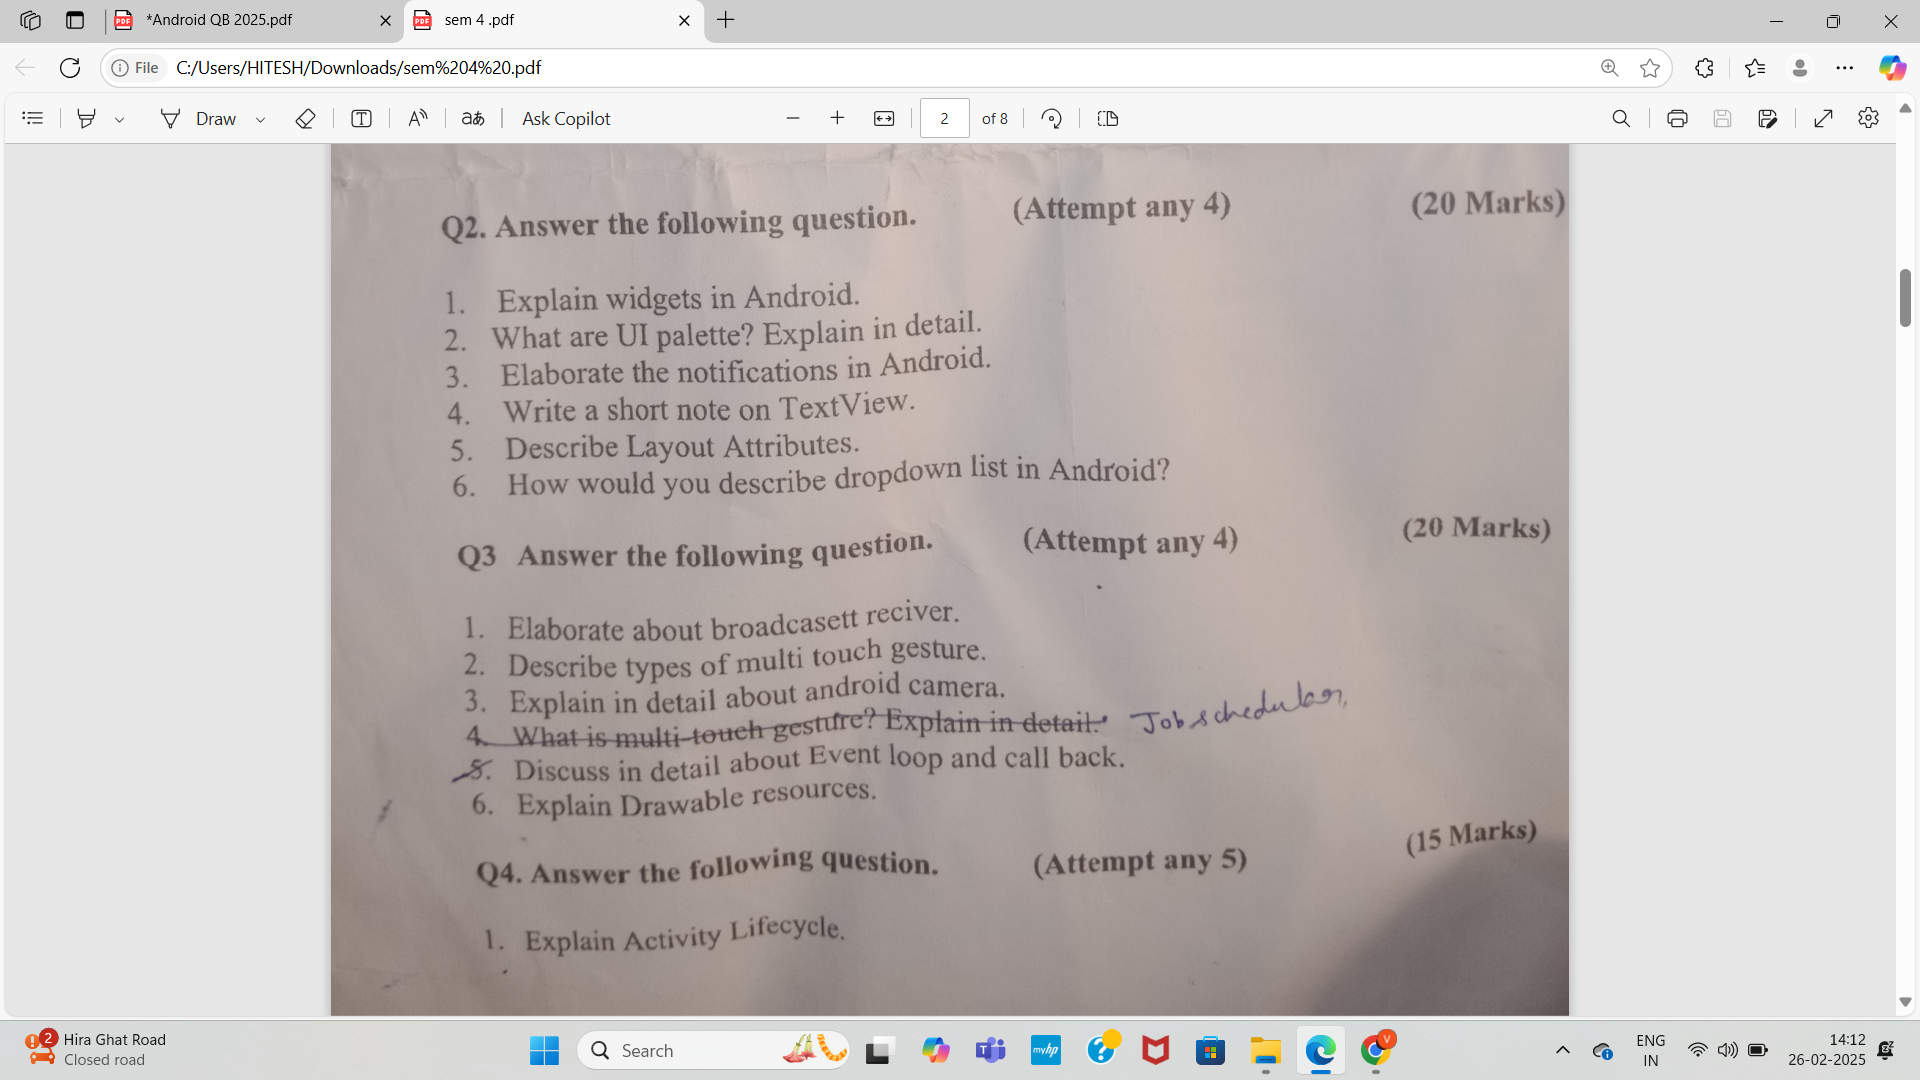 *Android QB 2025.pdf
sem 4 .pdf
File
C:/Users/HITESH/Downloads/sem%204%20.pdf
Draw
Ask Copilot
2
of 8
Q2. Answer the following question. (Attempt any 4) (20 Marks)
1. Explain widgets in Android.
2. What are UI palette? Explain in detail.
3. Elaborate the notifications in Android.
4. Write a short note on TextView.
5. Describe Layout Attributes.
6. How would you describe dropdown list in Android?
Q3 Answer the following question. (Attempt any 4) (20 Marks)
1. Elaborate about broadcasett reciver.
2. Describe types of multi touch gesture.
3. Explain in detail about android camera.
4. What is multi-touch gestufre? Explain in detail. Job schedular,
5. Discuss in detail about Event loop and call back.
6. Explain Drawable resources.
Q4. Answer the following question. (Attempt any 5) (15 Marks)
1. Explain Activity Lifecycle.
2
Hira Ghat Road
Closed road
Search
myhp
V
ENG
IN
14:12
26-02-2025